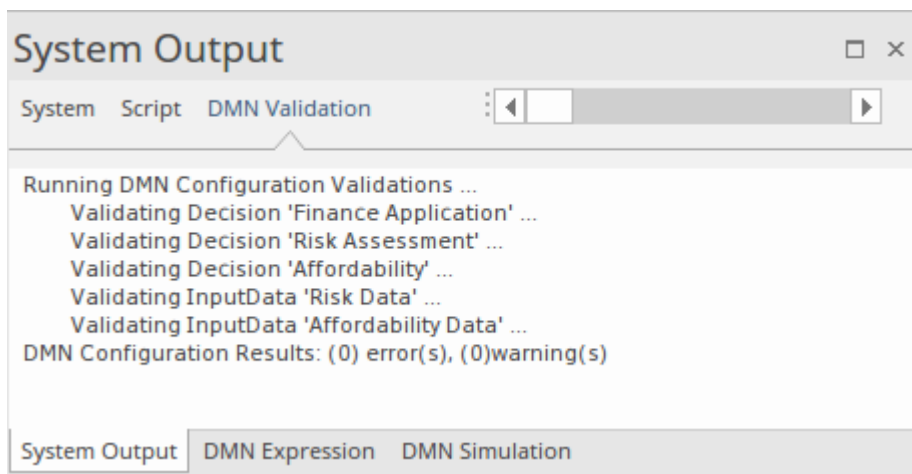 System Output
System Script DMN Validation
Running DMN Configuration Validations ...
Validating Decision 'Finance Application' ...
Validating Decision 'Risk Assessment' ...
Validating Decision 'Affordability' ...
Validating InputData 'Risk Data' ...
Validating InputData 'Affordability Data' ...
DMN Configuration Results: (0) error(s), (0)warning(s)
System Output DMN Expression DMN Simulation